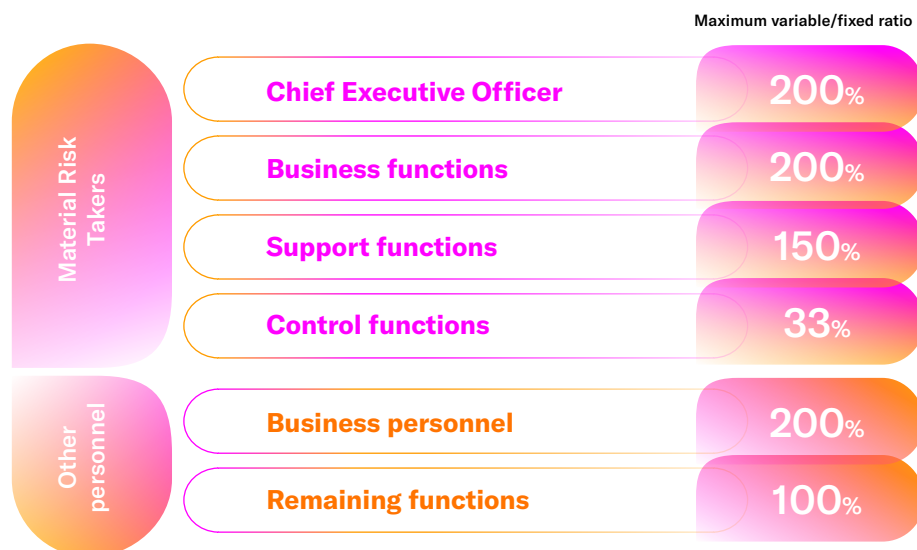 Maximum variable/fixed ratio
Material Risk
Takers
Chief Executive Officer
200%
Business functions
200%
Support functions
150%
Control functions
33%
Other
personnel
Business personnel
200%
Remaining functions
100%